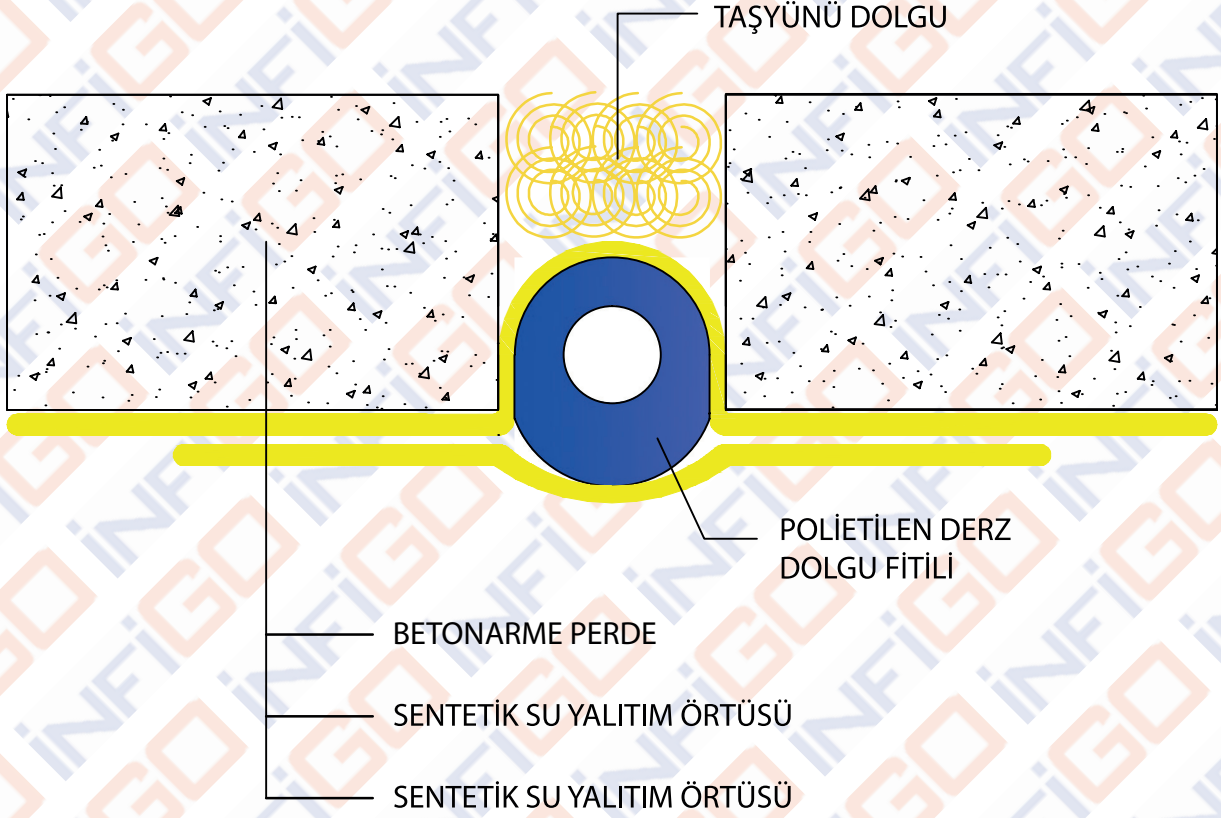 TAŞYÜNÜ DOLGU
POLİETİLEN DERZ
DOLGU FİTİLİ
BETONARME PERDE
SENTETİK SU YALITIM ÖRTÜSÜ
SENTETİK SU YALITIM ÖRTÜSÜ
iNFiGO